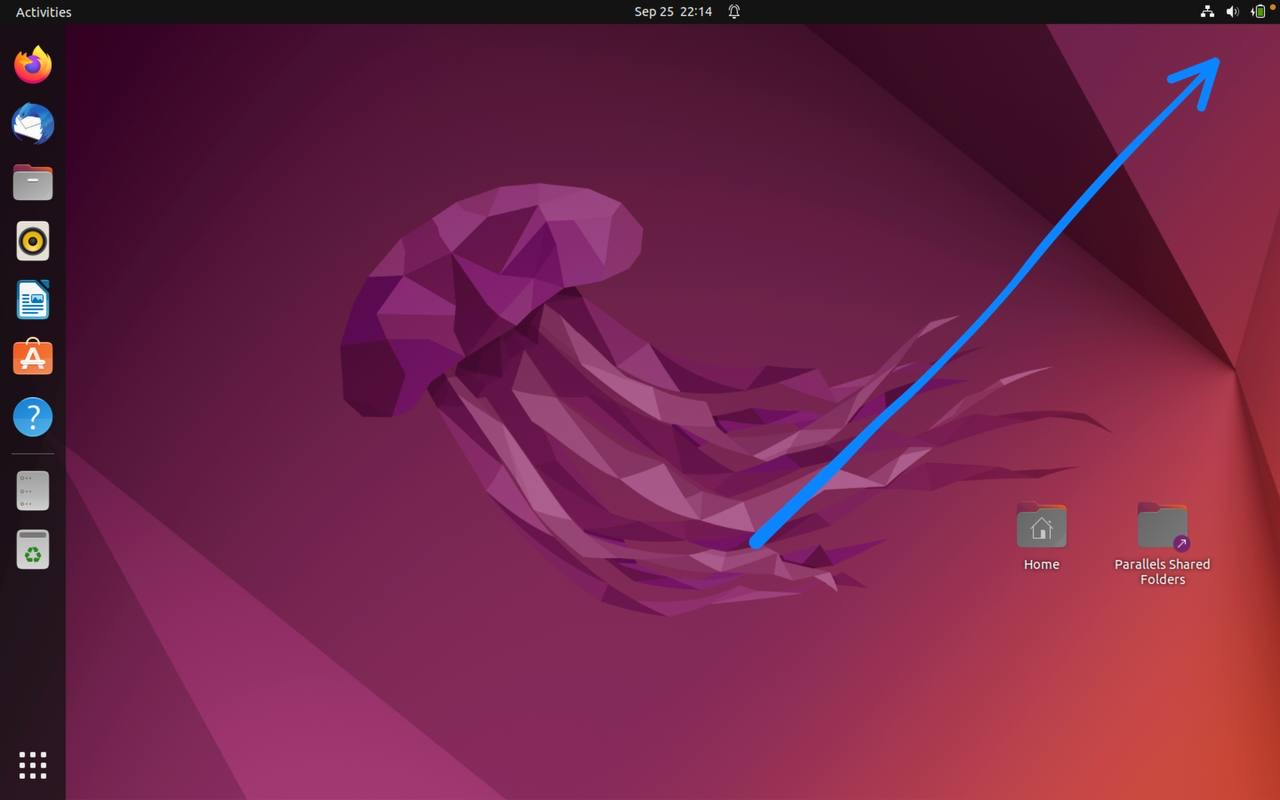 Activities
Sep 25 22:14
Home
Parallels Shared
Folders